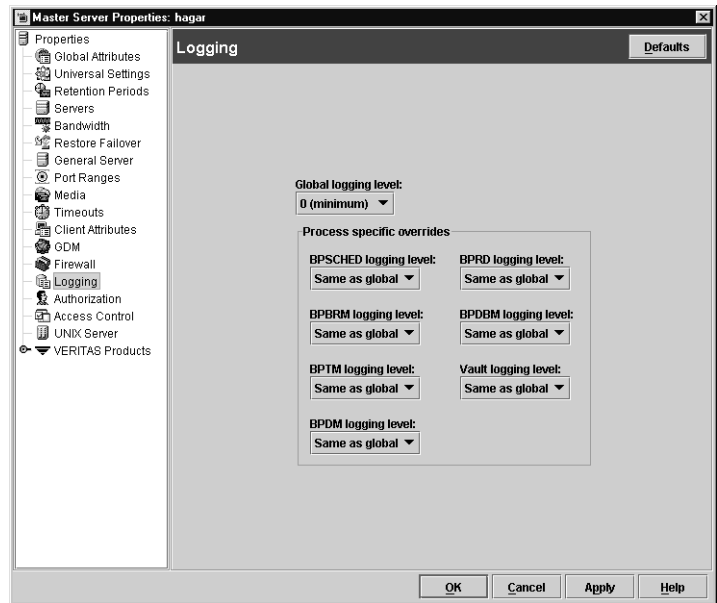 Master Server Properties: hagar
Properties
Global Attributes
Universal Settings
Retention Periods
Servers
Bandwidth
Restore Failover
General Server
Port Ranges
Media
Timeouts
Client Attributes
GDM
Firewall
Logging
Authorization
Access Control
UNIX Server
VERITAS Products
Logging
Defaults
Global logging level:
0 (minimum)
Process specific overrides
BPSCHED logging level: BPRD logging level:
Same as global Same as global
BPBRM logging level: BPDBM logging level:
Same as global Same as global
BPTM logging level: Vault logging level:
Same as global Same as global
BPDM logging level:
Same as global
OK Cancel Apply Help